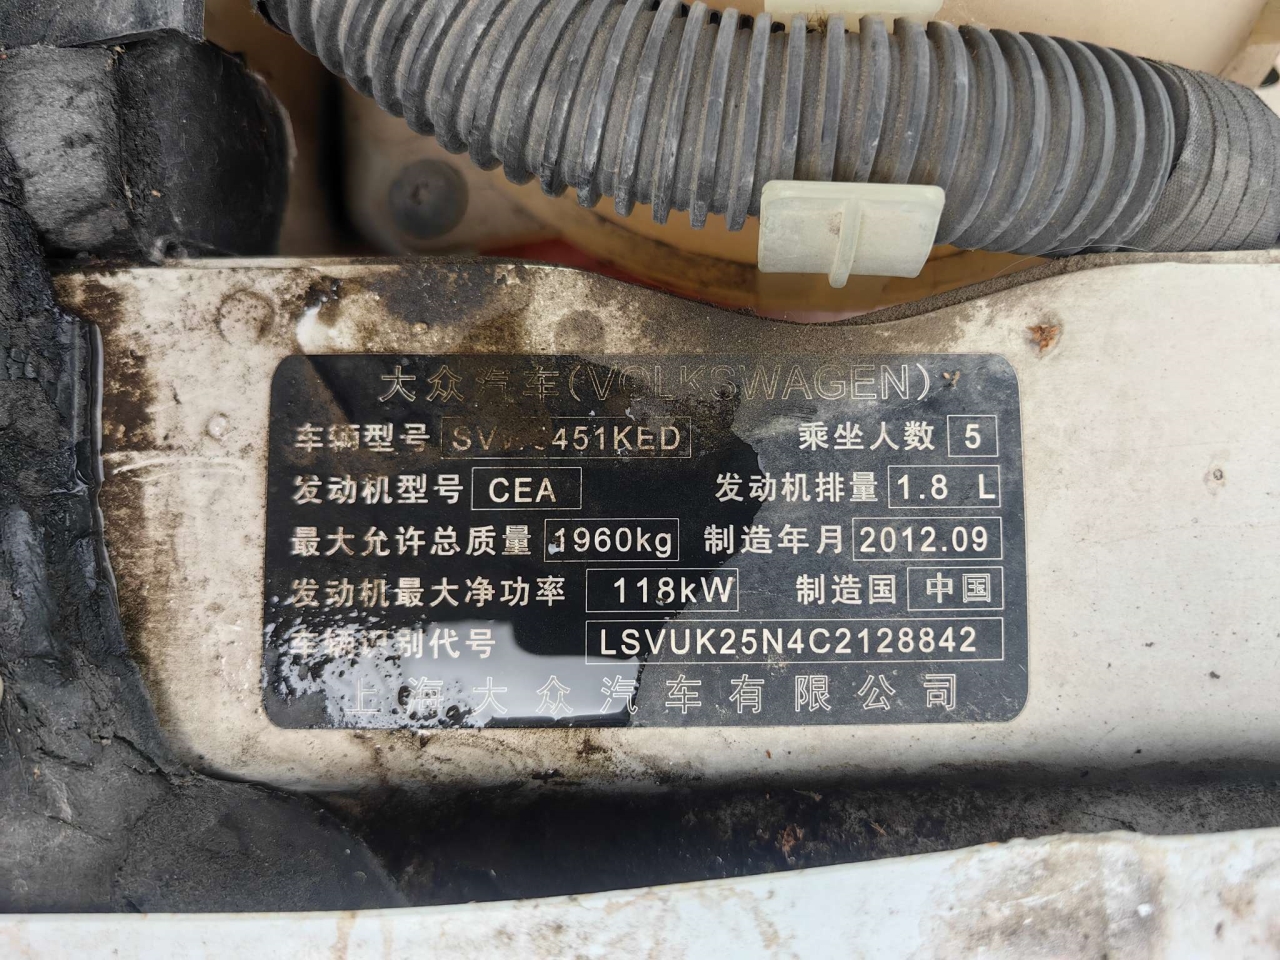 大众汽车(VOLKSWAGEN)
车辆型号 451KED 乘坐人数 5
发动机型号 CEA 发动机排量 1.8 L
最大允许总质量 1960kg 制造年月 2012.09
发动机最大净功率 118kW 制造国 中国
车辆识别代号 LSVUK25N4C2128842
上海大众汽车有限公司